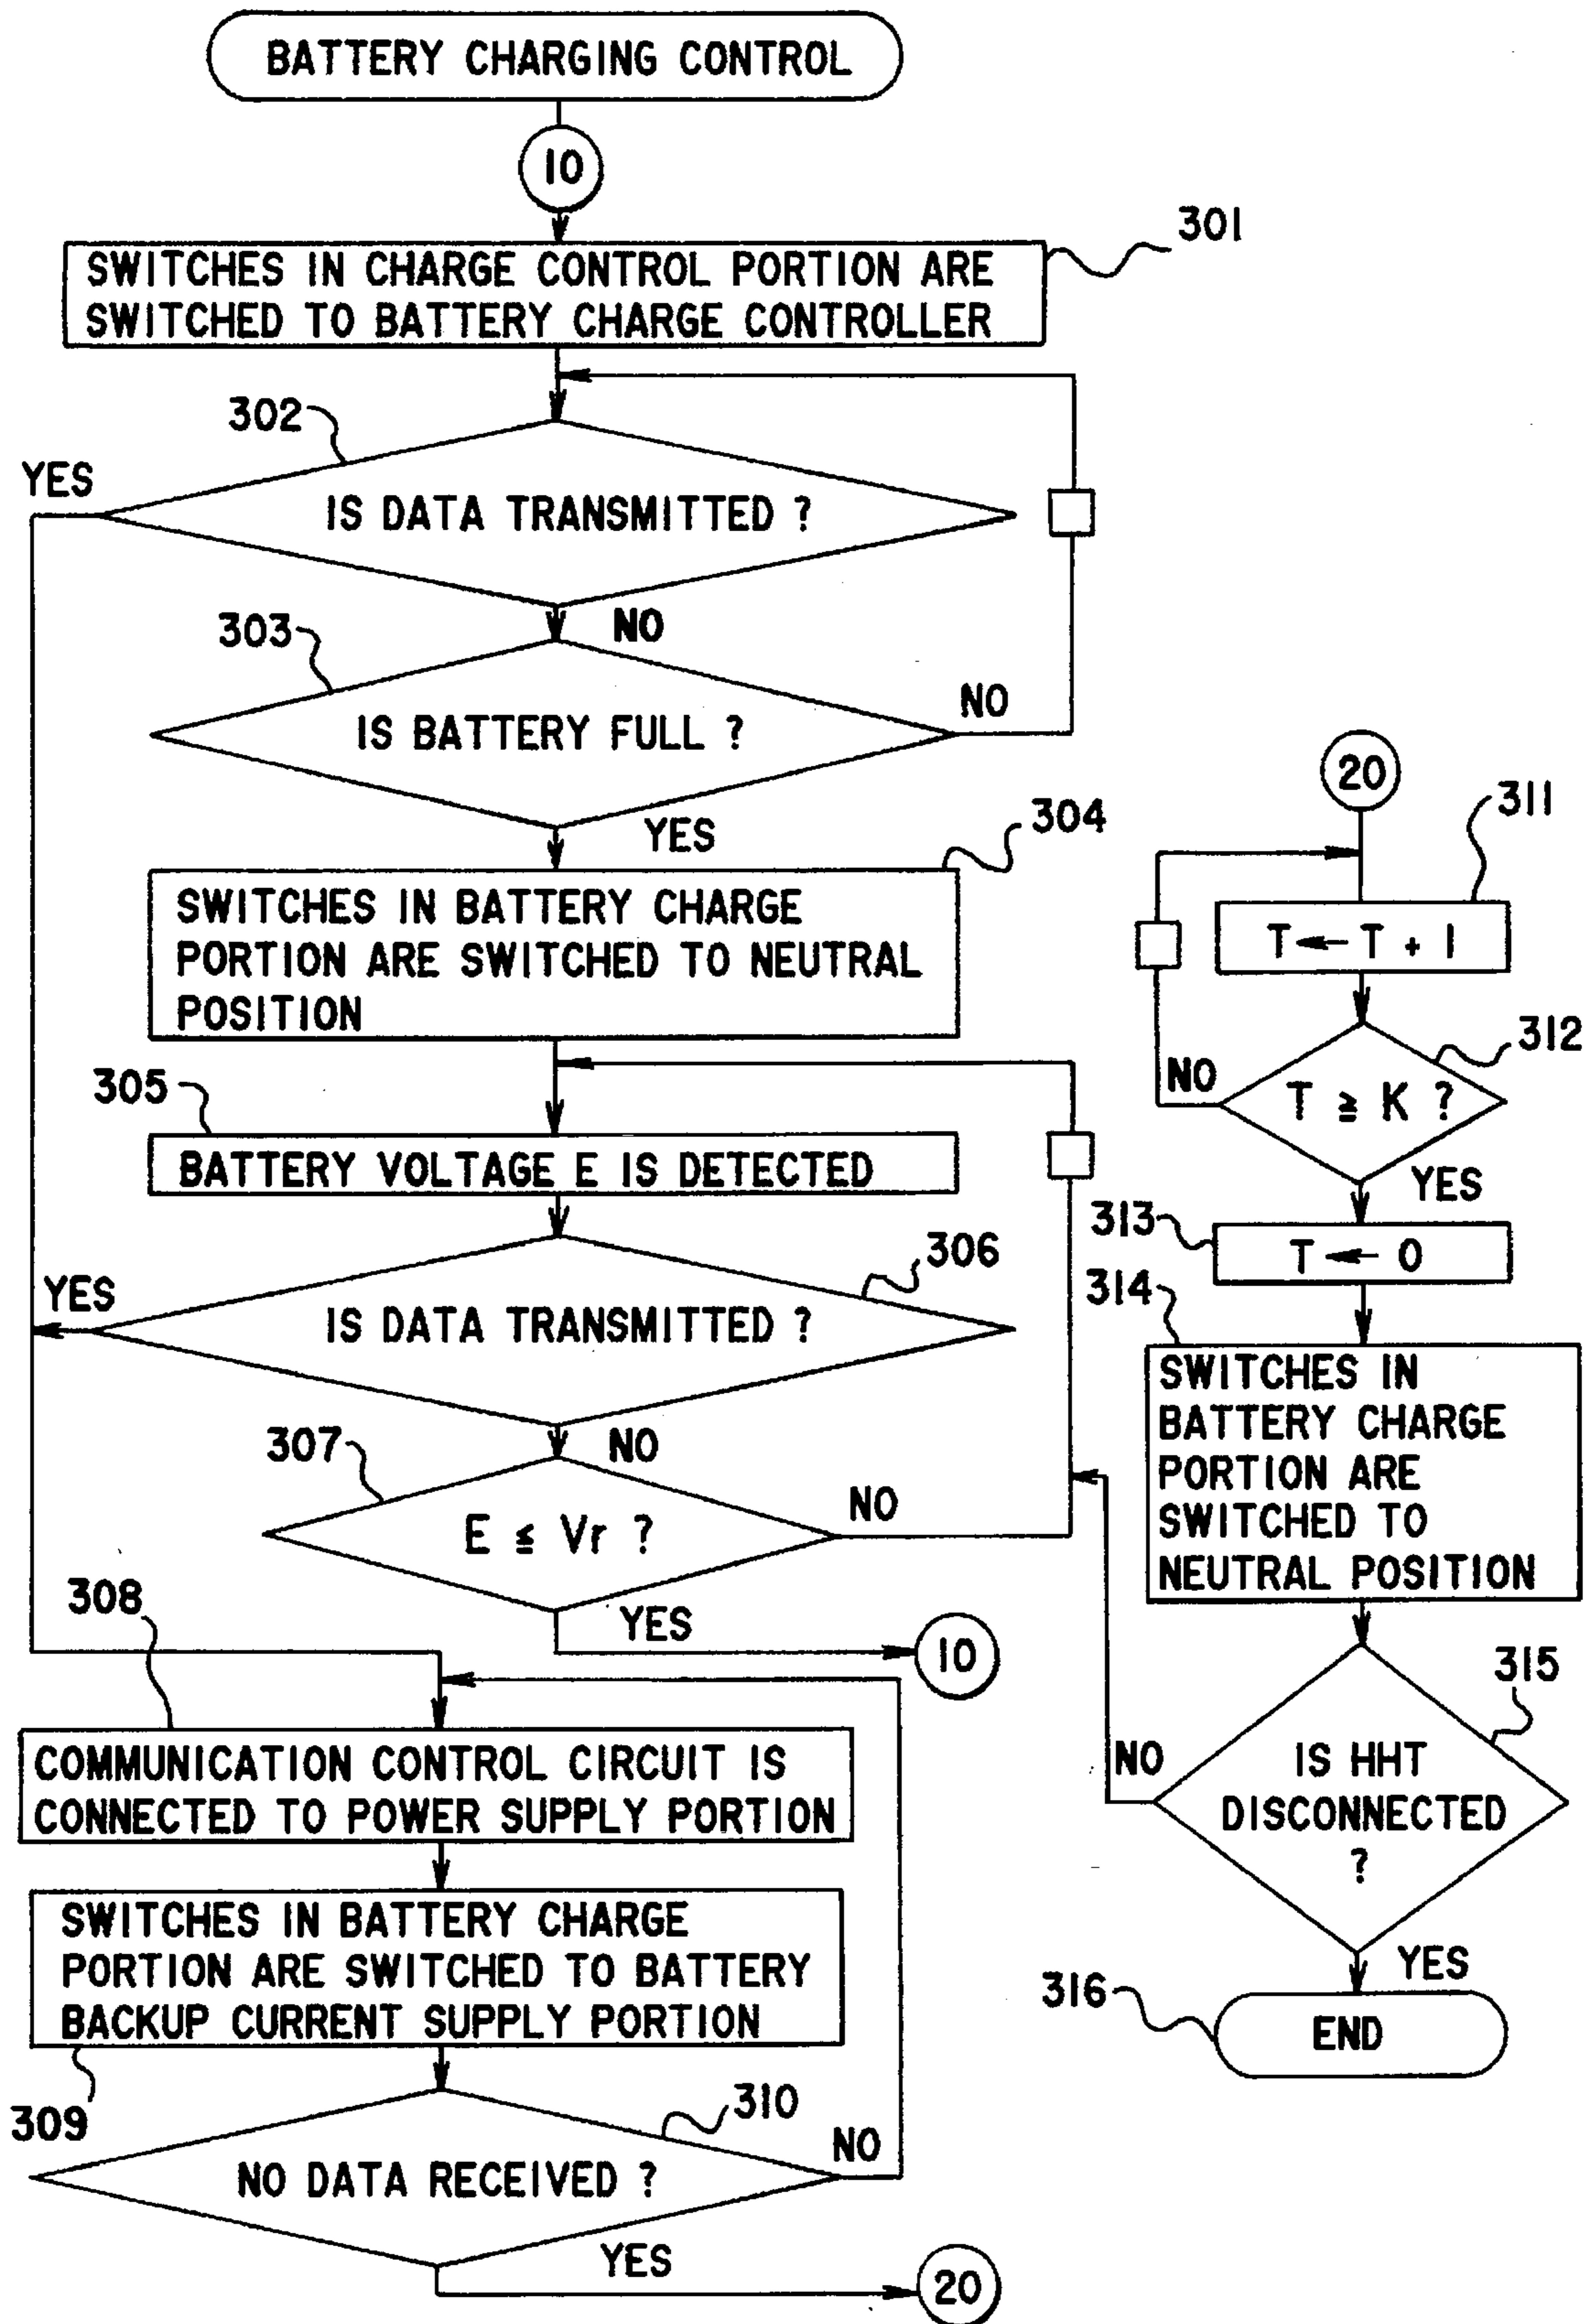 BATTERY CHARGING CONTROL
10
301
SWITCHES IN CHARGE CONTROL PORTION ARE
SWITCHED TO BATTERY CHARGE CONTROLLER
302
YES
IS DATA TRANSMITTED ?
NO
303
IS BATTERY FULL ?
NO
YES
304
SWITCHES IN BATTERY CHARGE
PORTION ARE SWITCHED TO NEUTRAL
POSITION
305
BATTERY VOLTAGE E IS DETECTED
306
YES
IS DATA TRANSMITTED ?
NO
307
E ≦ Vr ?
NO
YES
10
308
COMMUNICATION CONTROL CIRCUIT IS
CONNECTED TO POWER SUPPLY PORTION
SWITCHES IN BATTERY CHARGE
PORTION ARE SWITCHED TO BATTERY
BACKUP CURRENT SUPPLY PORTION
309
310
NO DATA RECEIVED ?
NO
YES
20
20
311
T ← T + 1
312
T ≧ K ?
NO
YES
313
T ← 0
314
SWITCHES IN
BATTERY CHARGE
PORTION ARE
SWITCHED TO
NEUTRAL POSITION
315
IS HHT
DISCONNECTED
?
NO
YES
316
END